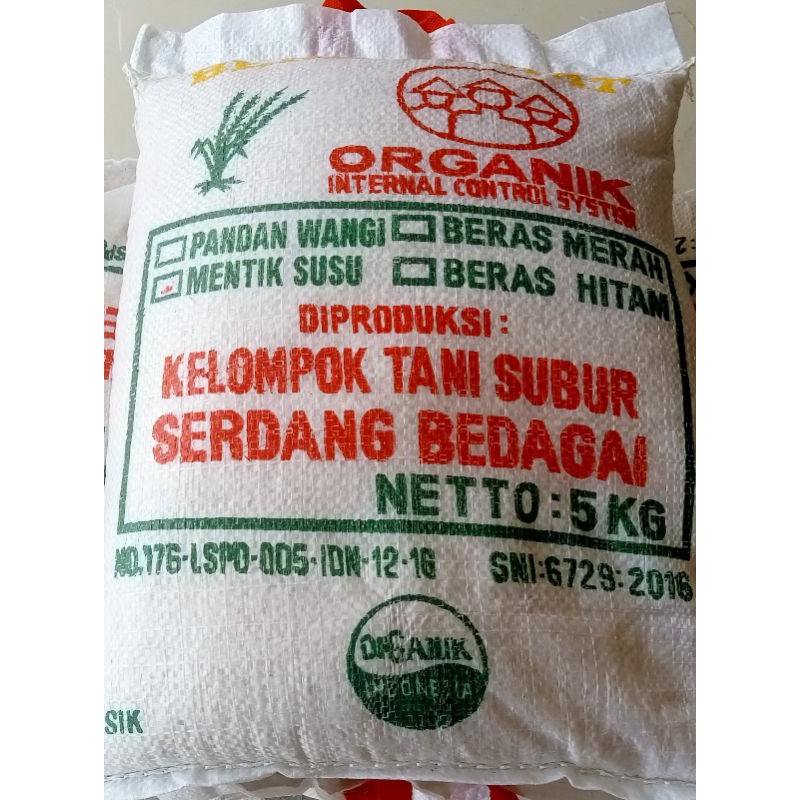 ORGANIK
INTERNAL CONTROL SYSTEM
PANDAN WANGI BERAS MERAH
MENTIK SUSU BERAS HITAM
DIPRODUKSI :
KELOMPOK TANI SUBUR
SERDANG BEDAGAI
NETTO : 5 KG
NO.176-LSPO-005-IDN-12-16 SNI:6729:2016
ORGANIK
INDONESIA
SIK